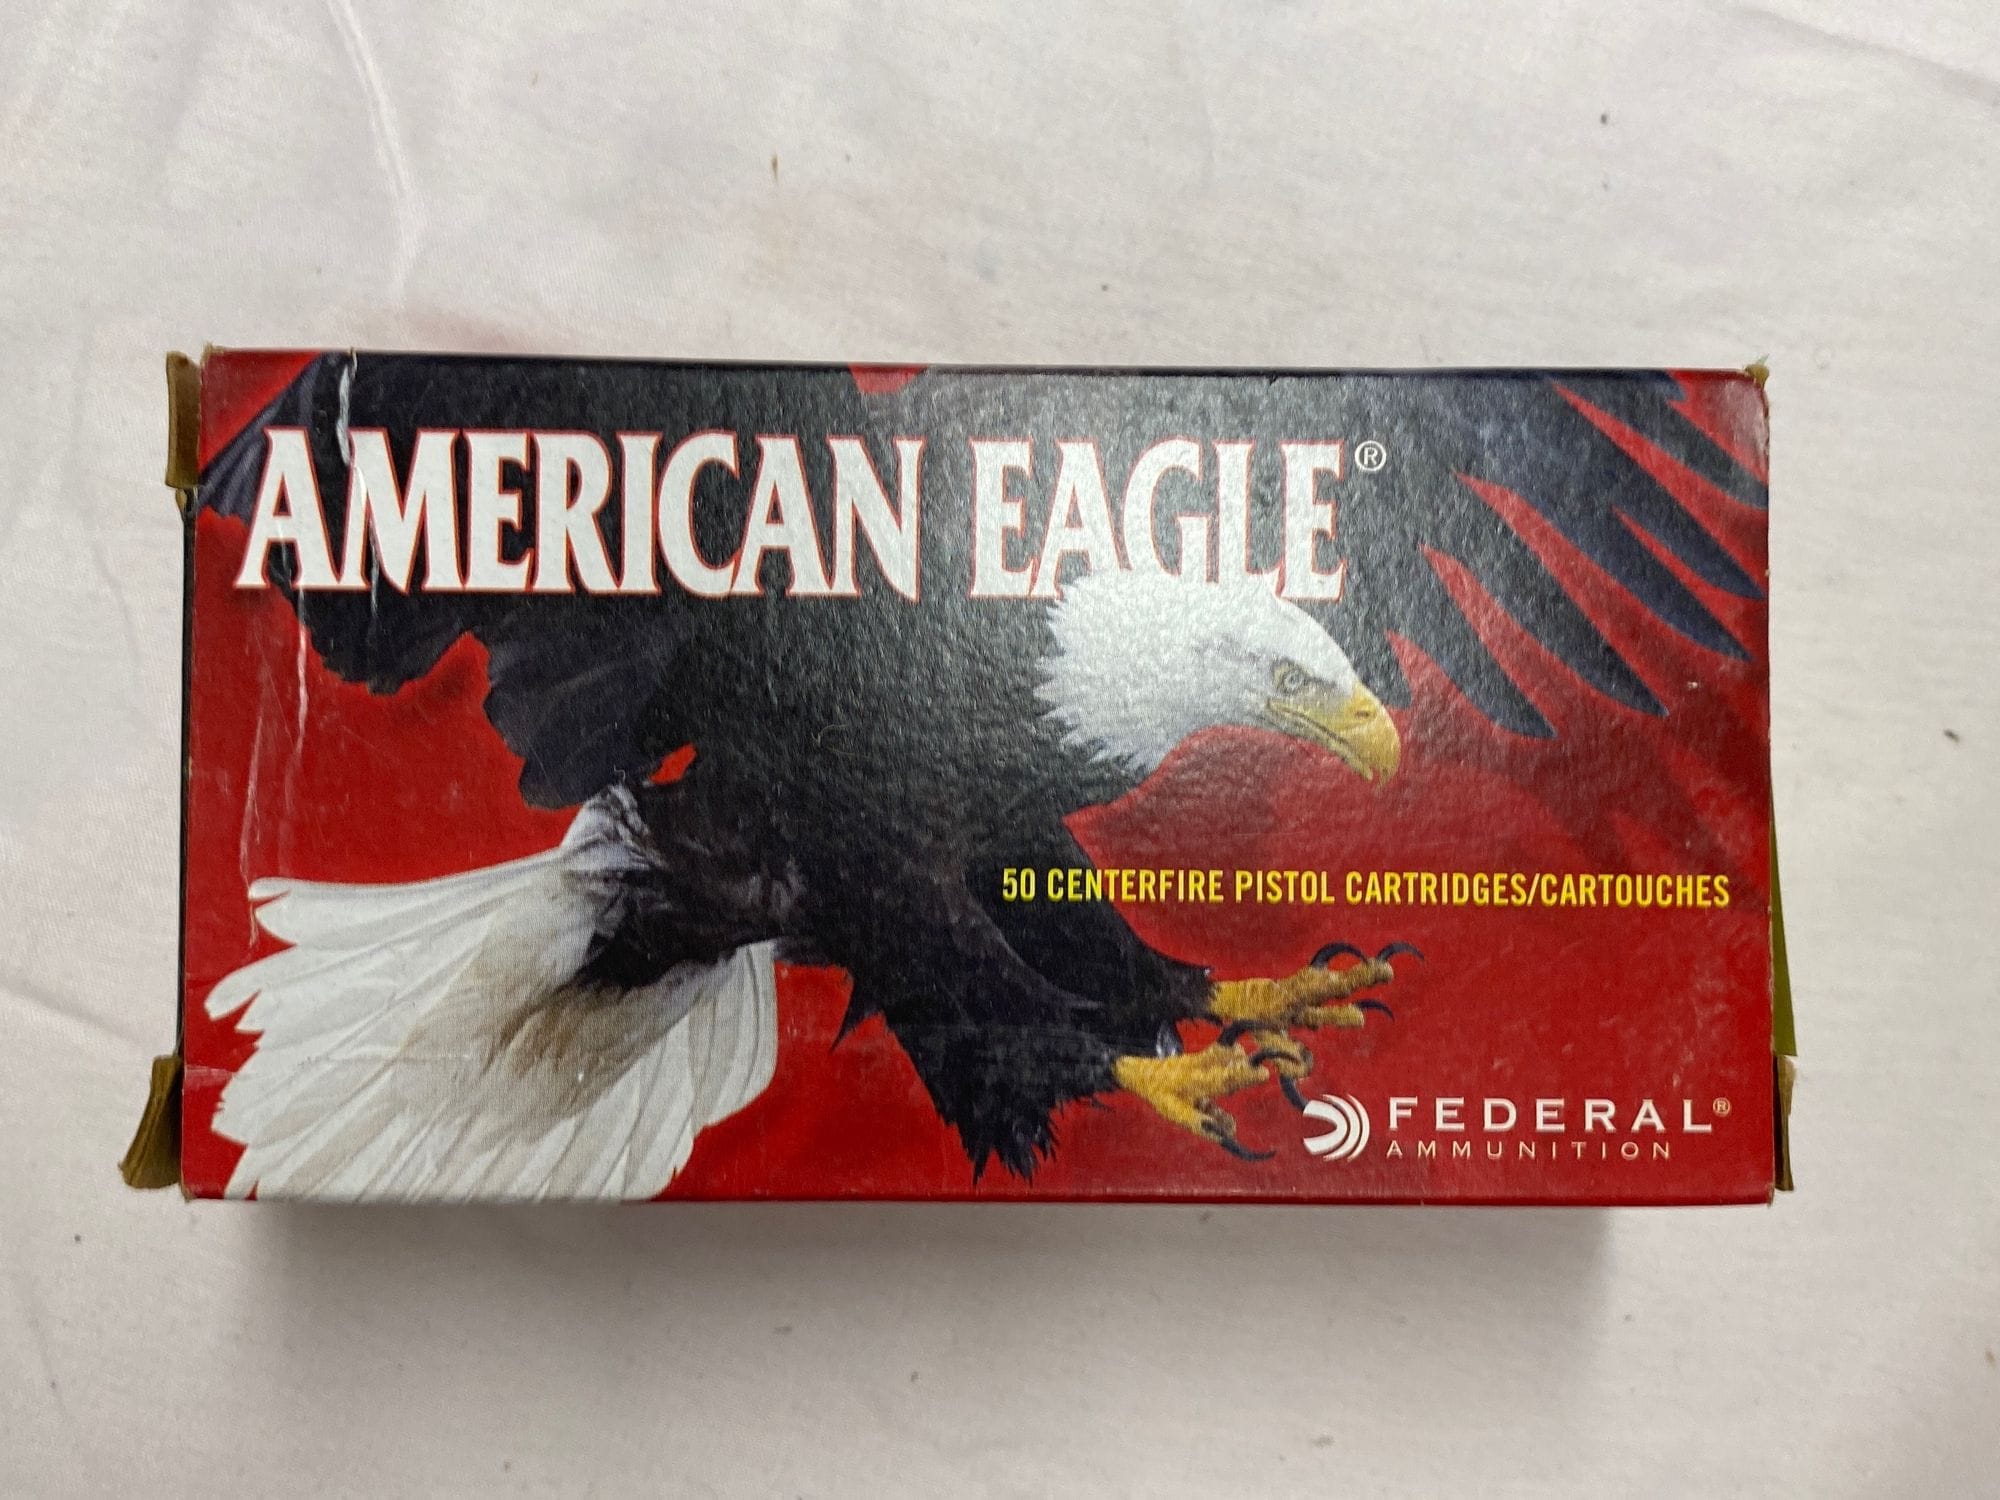 AMERICAN EAGLE®
50 CENTERFIRE PISTOL CARTRIDGES/CARTOUCHES
FEDERAL®
AMMUNITION